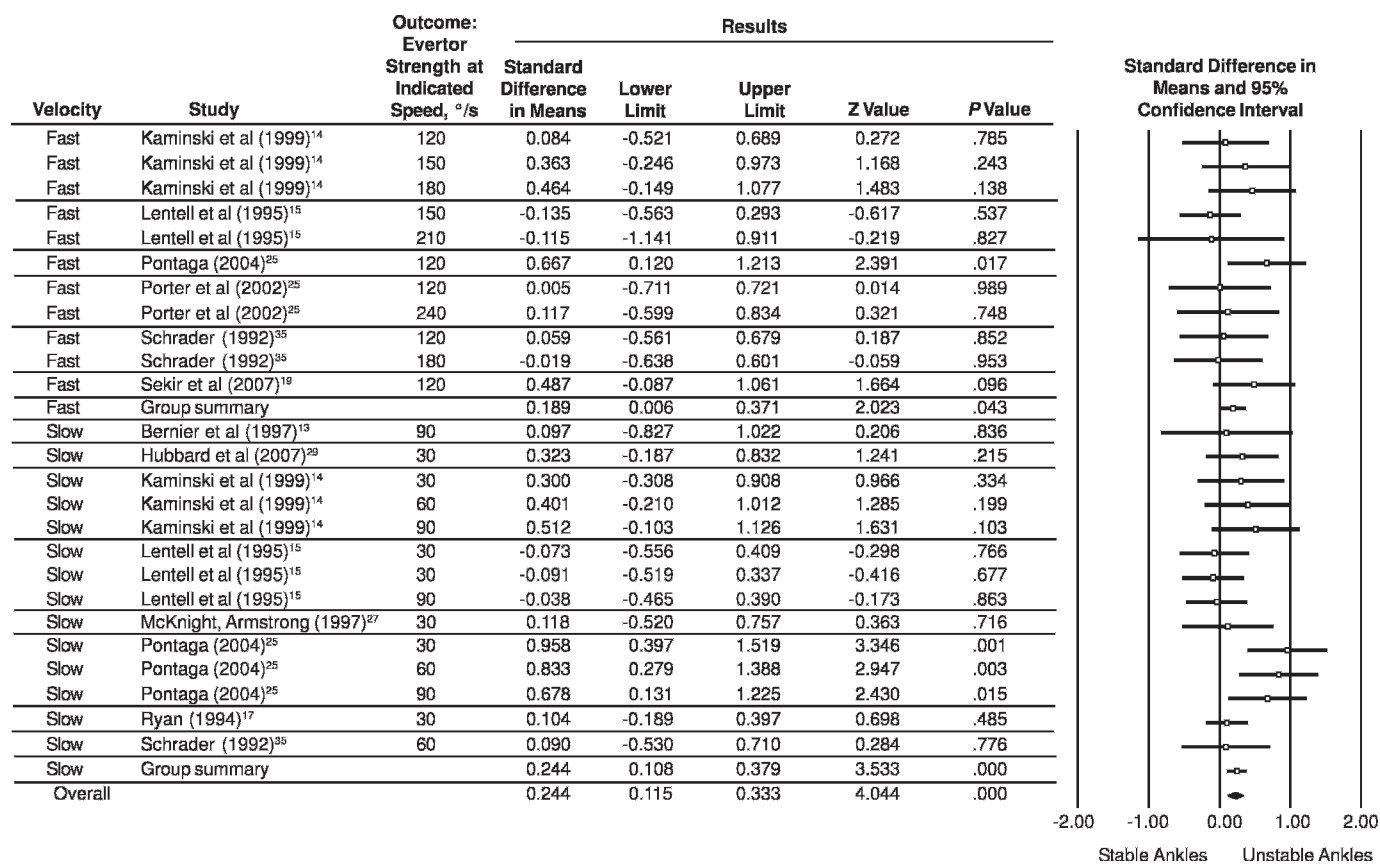 Outcome: Evertor Strength at Indicated Speed, °/s
Results
Standard Difference in Means and 95% Confidence Interval
Velocity Study Standard Difference in Means Lower Limit Upper Limit Z Value P Value
Fast Kaminski et al (1999)¹⁴ 120 0.084 -0.521 0.689 0.272 .785
Fast Kaminski et al (1999)¹⁴ 150 0.363 -0.246 0.973 1.168 .243
Fast Kaminski et al (1999)¹⁴ 180 0.464 -0.149 1.077 1.483 .138
Fast Lentell et al (1995)¹⁵ 150 -0.135 -0.563 0.293 -0.617 .537
Fast Lentell et al (1995)¹⁵ 210 -0.115 -1.141 0.911 -0.219 .827
Fast Pontaga (2004)²⁵ 120 0.667 0.120 1.213 2.391 .017
Fast Porter et al (2002)²⁵ 120 0.005 -0.711 0.721 0.014 .989
Fast Porter et al (2002)²⁵ 240 0.117 -0.599 0.834 0.321 .748
Fast Schrader (1992)³⁵ 120 0.059 -0.561 0.679 0.187 .852
Fast Schrader (1992)³⁵ 180 -0.019 -0.638 0.601 -0.059 .953
Fast Sekir et al (2007)¹⁹ 120 0.487 -0.087 1.061 1.664 .096
Fast Group summary 0.189 0.006 0.371 2.023 .043
Slow Bernier et al (1997)¹³ 90 0.097 -0.827 1.022 0.206 .836
Slow Hubbard et al (2007)²⁹ 30 0.323 -0.187 0.832 1.241 .215
Slow Kaminski et al (1999)¹⁴ 30 0.300 -0.308 0.908 0.966 .334
Slow Kaminski et al (1999)¹⁴ 60 0.401 -0.210 1.012 1.285 .199
Slow Kaminski et al (1999)¹⁴ 90 0.512 -0.103 1.126 1.631 .103
Slow Lentell et al (1995)¹⁵ 30 -0.073 -0.556 0.409 -0.298 .766
Slow Lentell et al (1995)¹⁵ 30 -0.091 -0.519 0.337 -0.416 .677
Slow Lentell et al (1995)¹⁵ 90 -0.038 -0.465 0.390 -0.173 .863
Slow McKnight, Armstrong (1997)²⁷ 30 0.118 -0.520 0.757 0.363 .716
Slow Pontaga (2004)²⁵ 30 0.958 0.397 1.519 3.346 .001
Slow Pontaga (2004)²⁵ 60 0.833 0.279 1.388 2.947 .003
Slow Pontaga (2004)²⁵ 90 0.678 0.131 1.225 2.430 .015
Slow Ryan (1994)¹⁷ 30 0.104 -0.189 0.397 0.698 .485
Slow Schrader (1992)³⁵ 60 0.090 -0.530 0.710 0.284 .776
Slow Group summary 0.244 0.108 0.379 3.533 .000
Overall 0.244 0.115 0.333 4.044 .000
-2.00 -1.00 0.00 1.00 2.00
Stable Ankles Unstable Ankles